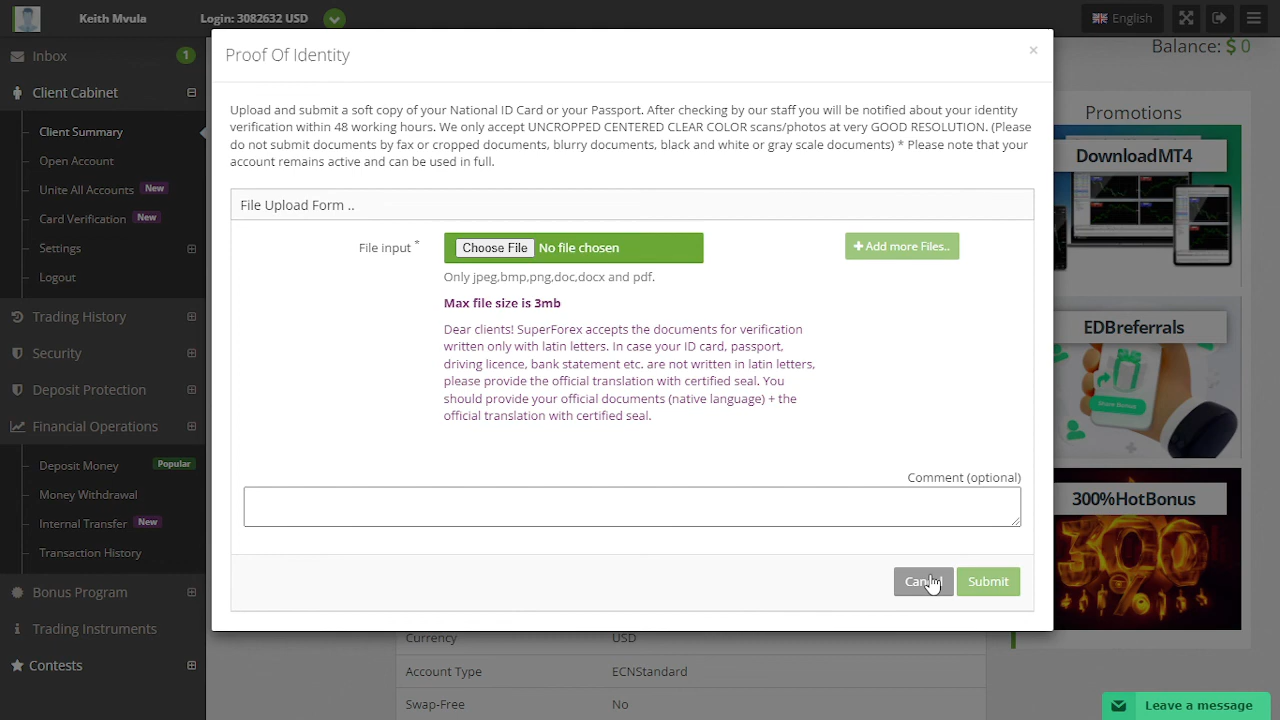 Keith Mvula
Login: 3082632 USD
English
Inbox
1
Client Cabinet
Client Summary
Open Account
Unite All Accounts New
Card Verification New
Settings
Logout
Trading History
Security
Deposit Protection
Financial Operations
Deposit Money Popular
Money Withdrawal
Internal Transfer New
Transaction History
Bonus Program
Trading Instruments
Contests
Proof Of Identity
×
Upload and submit a soft copy of your National ID Card or your Passport. After checking by our staff you will be notified about your identity
verification within 48 working hours. We only accept UNCROPPED CENTERED CLEAR COLOR scans/photos at very GOOD RESOLUTION. (Please
do not submit documents by fax or cropped documents, blurry documents, black and white or gray scale documents) * Please note that your
account remains active and can be used in full.
File Upload Form ..
File input *
Choose File No file chosen
+ Add more Files..
Only jpeg,bmp,png,doc,docx and pdf.
Max file size is 3mb
Dear clients! SuperForex accepts the documents for verification
written only with latin letters. In case your ID card, passport,
driving licence, bank statement etc. are not written in latin letters,
please provide the official translation with certified seal. You
should provide your official documents (native language) + the
official translation with certified seal.
Comment (optional)
Cancel
Submit
Currency USD
Account Type ECNStandard
Swap-Free No
Balance: $ 0
Promotions
DownloadMT4
EDBreferrals
Share Bonus
300%HotBonus
300
%
Leave a message